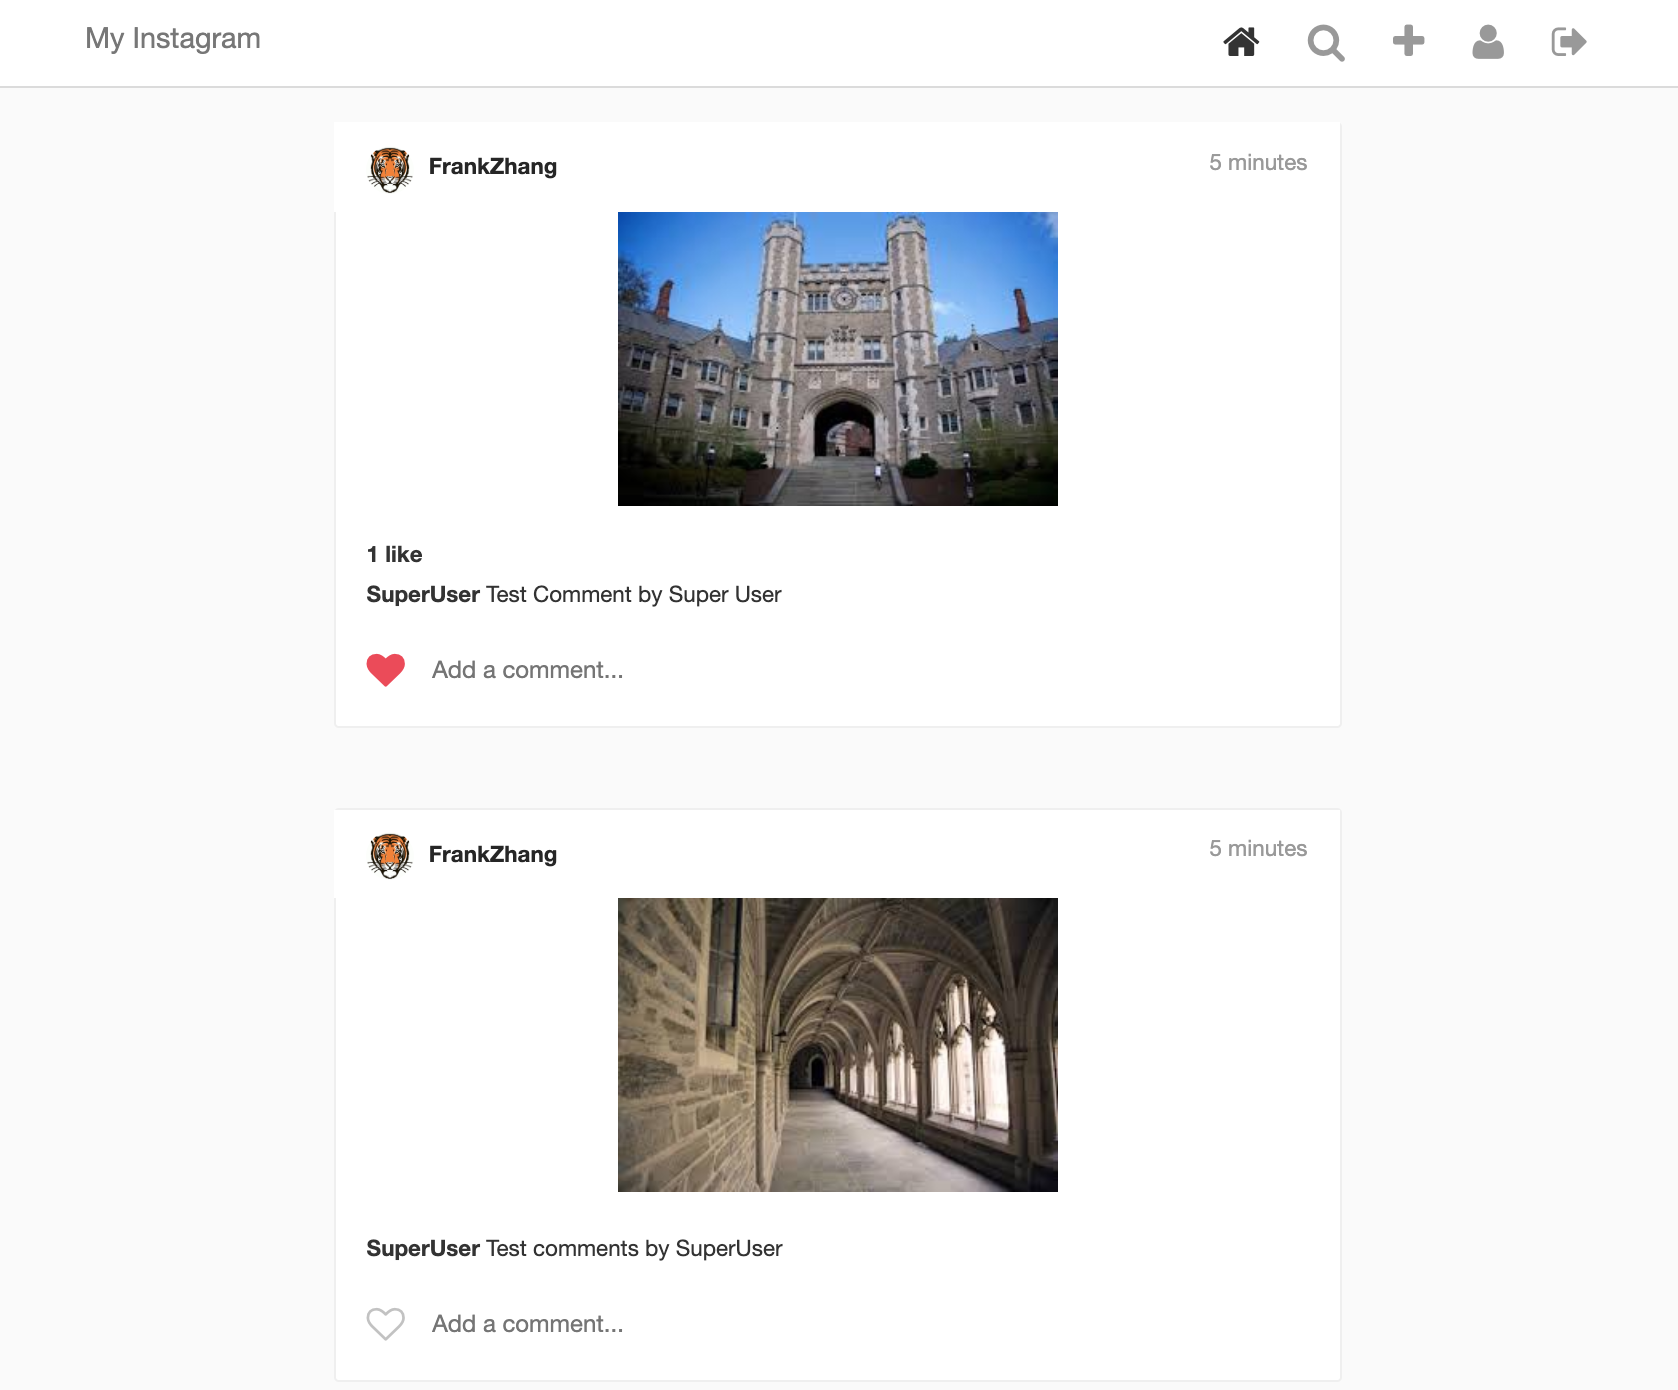 My Instagram
FrankZhang
5 minutes
1 like
SuperUser Test Comment by Super User
Add a comment...
FrankZhang
5 minutes
SuperUser Test comments by SuperUser
Add a comment...